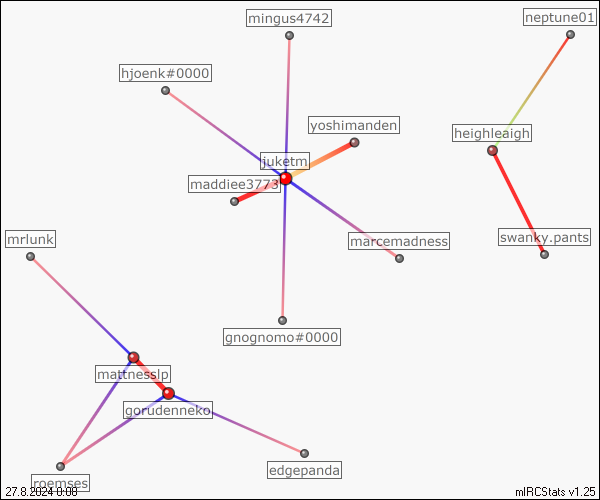 neptune01
mingus4742
hjoenk#0000
yoshimanden
heighleaigh
juketm
maddiee3773
mrlunk
marcemadness
swanky.pants
gnognomo#0000
mattnesslp
gorudenneko
edgepanda
roemses
27.8.2024 0:00
mIRCStats v1.25